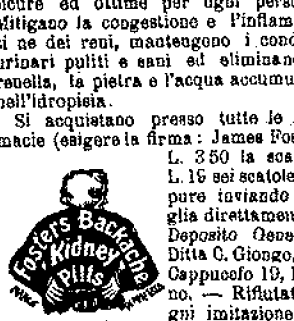 sicure ed ottime per ogni perso
Mitigano la congestione e l'inflam
ne dei reni, mantengono i cond
urinari puliti e sani ed eliminano
renella, la pietra e l'acqua accumu
nell'idropisia.
Si acquistano presso tutte le
macie (esigere la firma: James Fos
L. 3 50 la sca
L. 19 sei scatole
pure inviando
glia direttamen
Deposito Gene
Ditta C. Giongo,
Cappuccio 19,
no. — Rifiutat
gni imitazione
Fosters Backache
Kidney
Pills